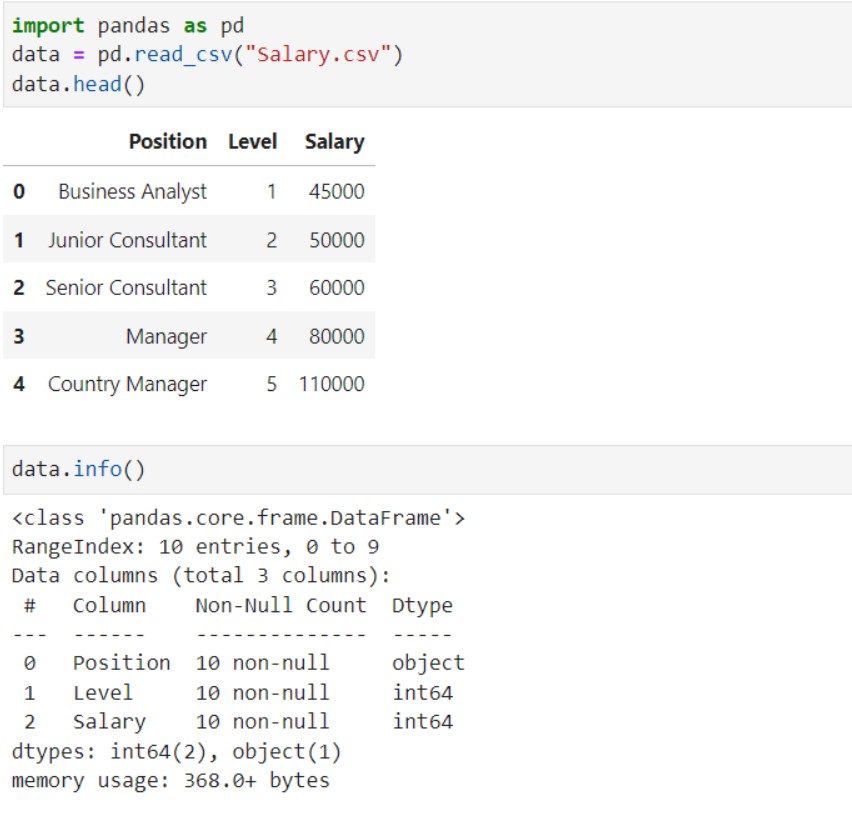 import pandas as pd
data = pd.read_csv("Salary.csv")
data.head()
Position Level Salary
0 Business Analyst 1 45000
1 Junior Consultant 2 50000
2 Senior Consultant 3 60000
3 Manager 4 80000
4 Country Manager 5 110000
data.info()
<class 'pandas.core.frame.DataFrame'>
RangeIndex: 10 entries, 0 to 9
Data columns (total 3 columns):
# Column Non-Null Count Dtype
--- ------ -------------- -----
0 Position 10 non-null object
1 Level 10 non-null int64
2 Salary 10 non-null int64
dtypes: int64(2), object(1)
memory usage: 368.0+ bytes